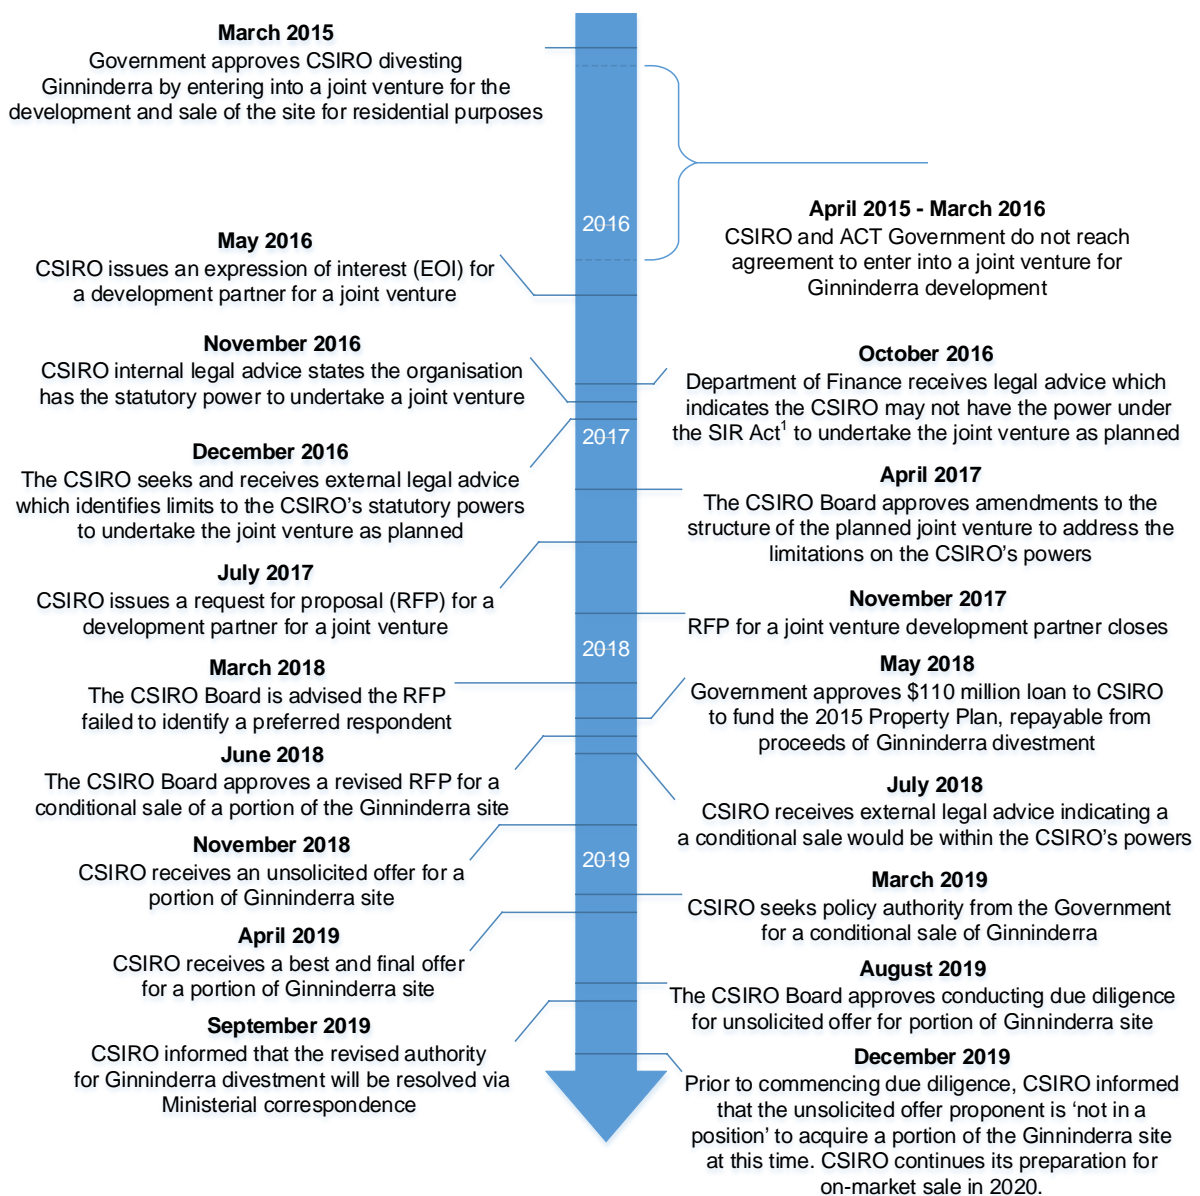 March 2015
Government approves CSIRO divesting
Ginninderra by entering into a joint venture for the
development and sale of the site for residential purposes
April 2015 - March 2016
CSIRO and ACT Government do not reach
agreement to enter into a joint venture for
Ginninderra development
2016
May 2016
CSIRO issues an expression of interest (EOI) for
a development partner for a joint venture
October 2016
Department of Finance receives legal advice which
indicates the CSIRO may not have the power under
the SIR Act¹ to undertake the joint venture as planned
November 2016
CSIRO internal legal advice states the organisation
has the statutory power to undertake a joint venture
December 2016
The CSIRO seeks and receives external legal advice
which identifies limits to the CSIRO's statutory powers
to undertake the joint venture as planned
2017
April 2017
The CSIRO Board approves amendments to the
structure of the planned joint venture to address the
limitations on the CSIRO's powers
July 2017
CSIRO issues a request for proposal (RFP) for a
development partner for a joint venture
November 2017
RFP for a joint venture development partner closes
2018
March 2018
The CSIRO Board is advised the RFP
failed to identify a preferred respondent
May 2018
Government approves $110 million loan to CSIRO
to fund the 2015 Property Plan, repayable from
proceeds of Ginninderra divestment
June 2018
The CSIRO Board approves a revised RFP for a
conditional sale of a portion of the Ginninderra site
July 2018
CSIRO receives external legal advice indicating a
a conditional sale would be within the CSIRO's powers
November 2018
CSIRO receives an unsolicited offer for a
portion of Ginninderra site
2019
March 2019
CSIRO seeks policy authority from the Government
for a conditional sale of Ginninderra
April 2019
CSIRO receives a best and final offer
for a portion of Ginninderra site
August 2019
The CSIRO Board approves conducting due diligence
for unsolicited offer for portion of Ginninderra site
September 2019
CSIRO informed that the revised authority
for Ginninderra divestment will be resolved via
Ministerial correspondence
December 2019
Prior to commencing due diligence, CSIRO informed
that the unsolicited offer proponent is 'not in a
position' to acquire a portion of the Ginninderra site
at this time. CSIRO continues its preparation for
on-market sale in 2020.